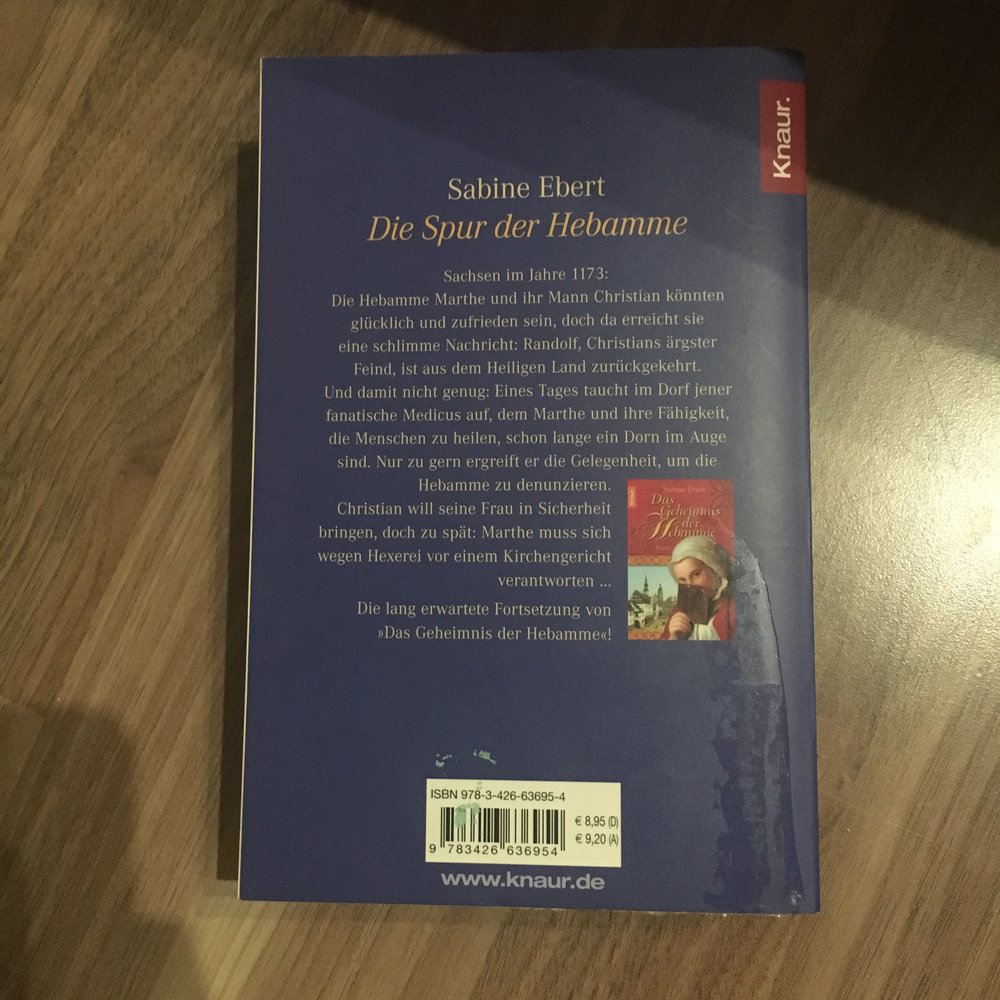 Knaur.
Sabine Ebert
Die Spur der Hebamme
Sachsen im Jahre 1173:
Die Hebamme Marthe und ihr Mann Christian könnten
glücklich und zufrieden sein, doch da erreicht sie
eine schlimme Nachricht: Randolf, Christians ärgster
Feind, ist aus dem Heiligen Land zurückgekehrt.
Und damit nicht genug: Eines Tages taucht im Dorf jener
fanatische Medicus auf, dem Marthe und ihre Fähigkeit,
die Menschen zu heilen, schon lange ein Dorn im Auge
sind. Nur zu gern ergreift er die Gelegenheit, um die
Hebamme zu denunzieren.
Christian will seine Frau in Sicherheit
bringen, doch zu spät: Marthe muss sich
wegen Hexerei vor einem Kirchengericht
verantworten ...
Die lang erwartete Fortsetzung von
»Das Geheimnis der Hebamme«!
Sabine Ebert
Das
Geheimnis
der
Hebamme
ISBN 978-3-426-63695-4
€ 8,95 (D)
€ 9,20 (A)
9 783426 636954
www.knaur.de